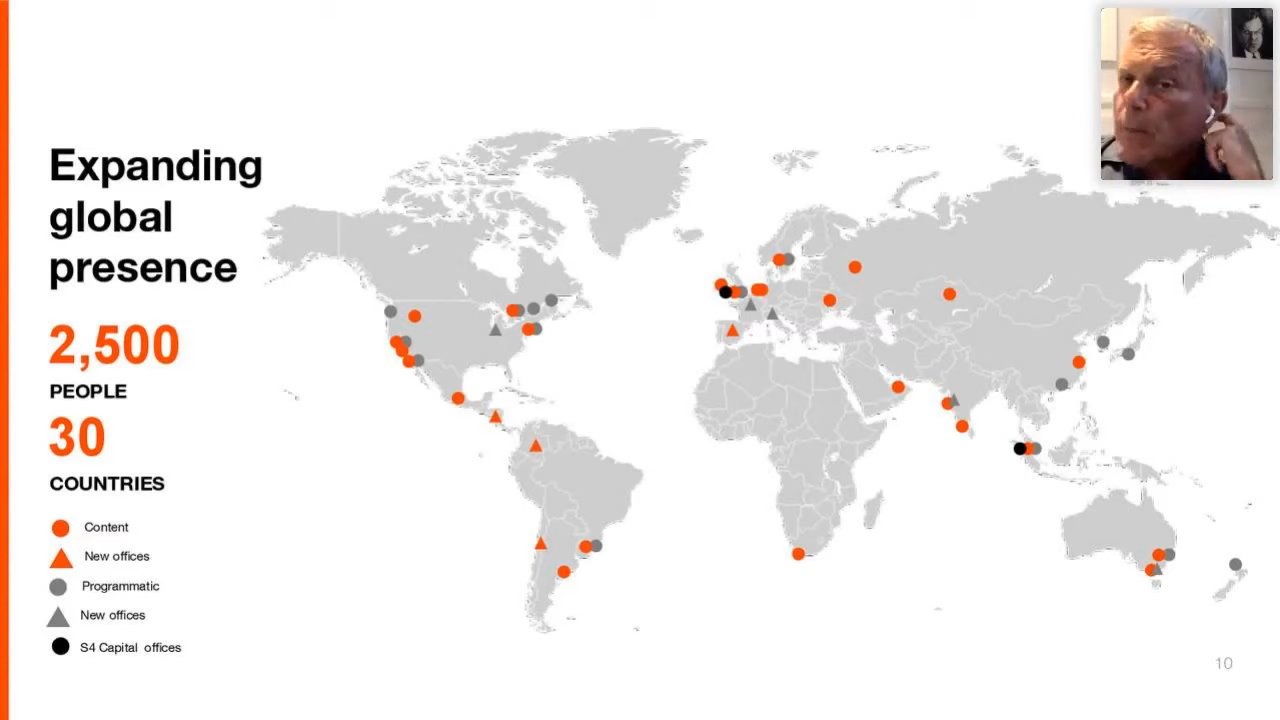 Expanding
global
presence
2,500
PEOPLE
30
COUNTRIES
Content
New offices
Programmatic
New offices
S4 Capital offices
10